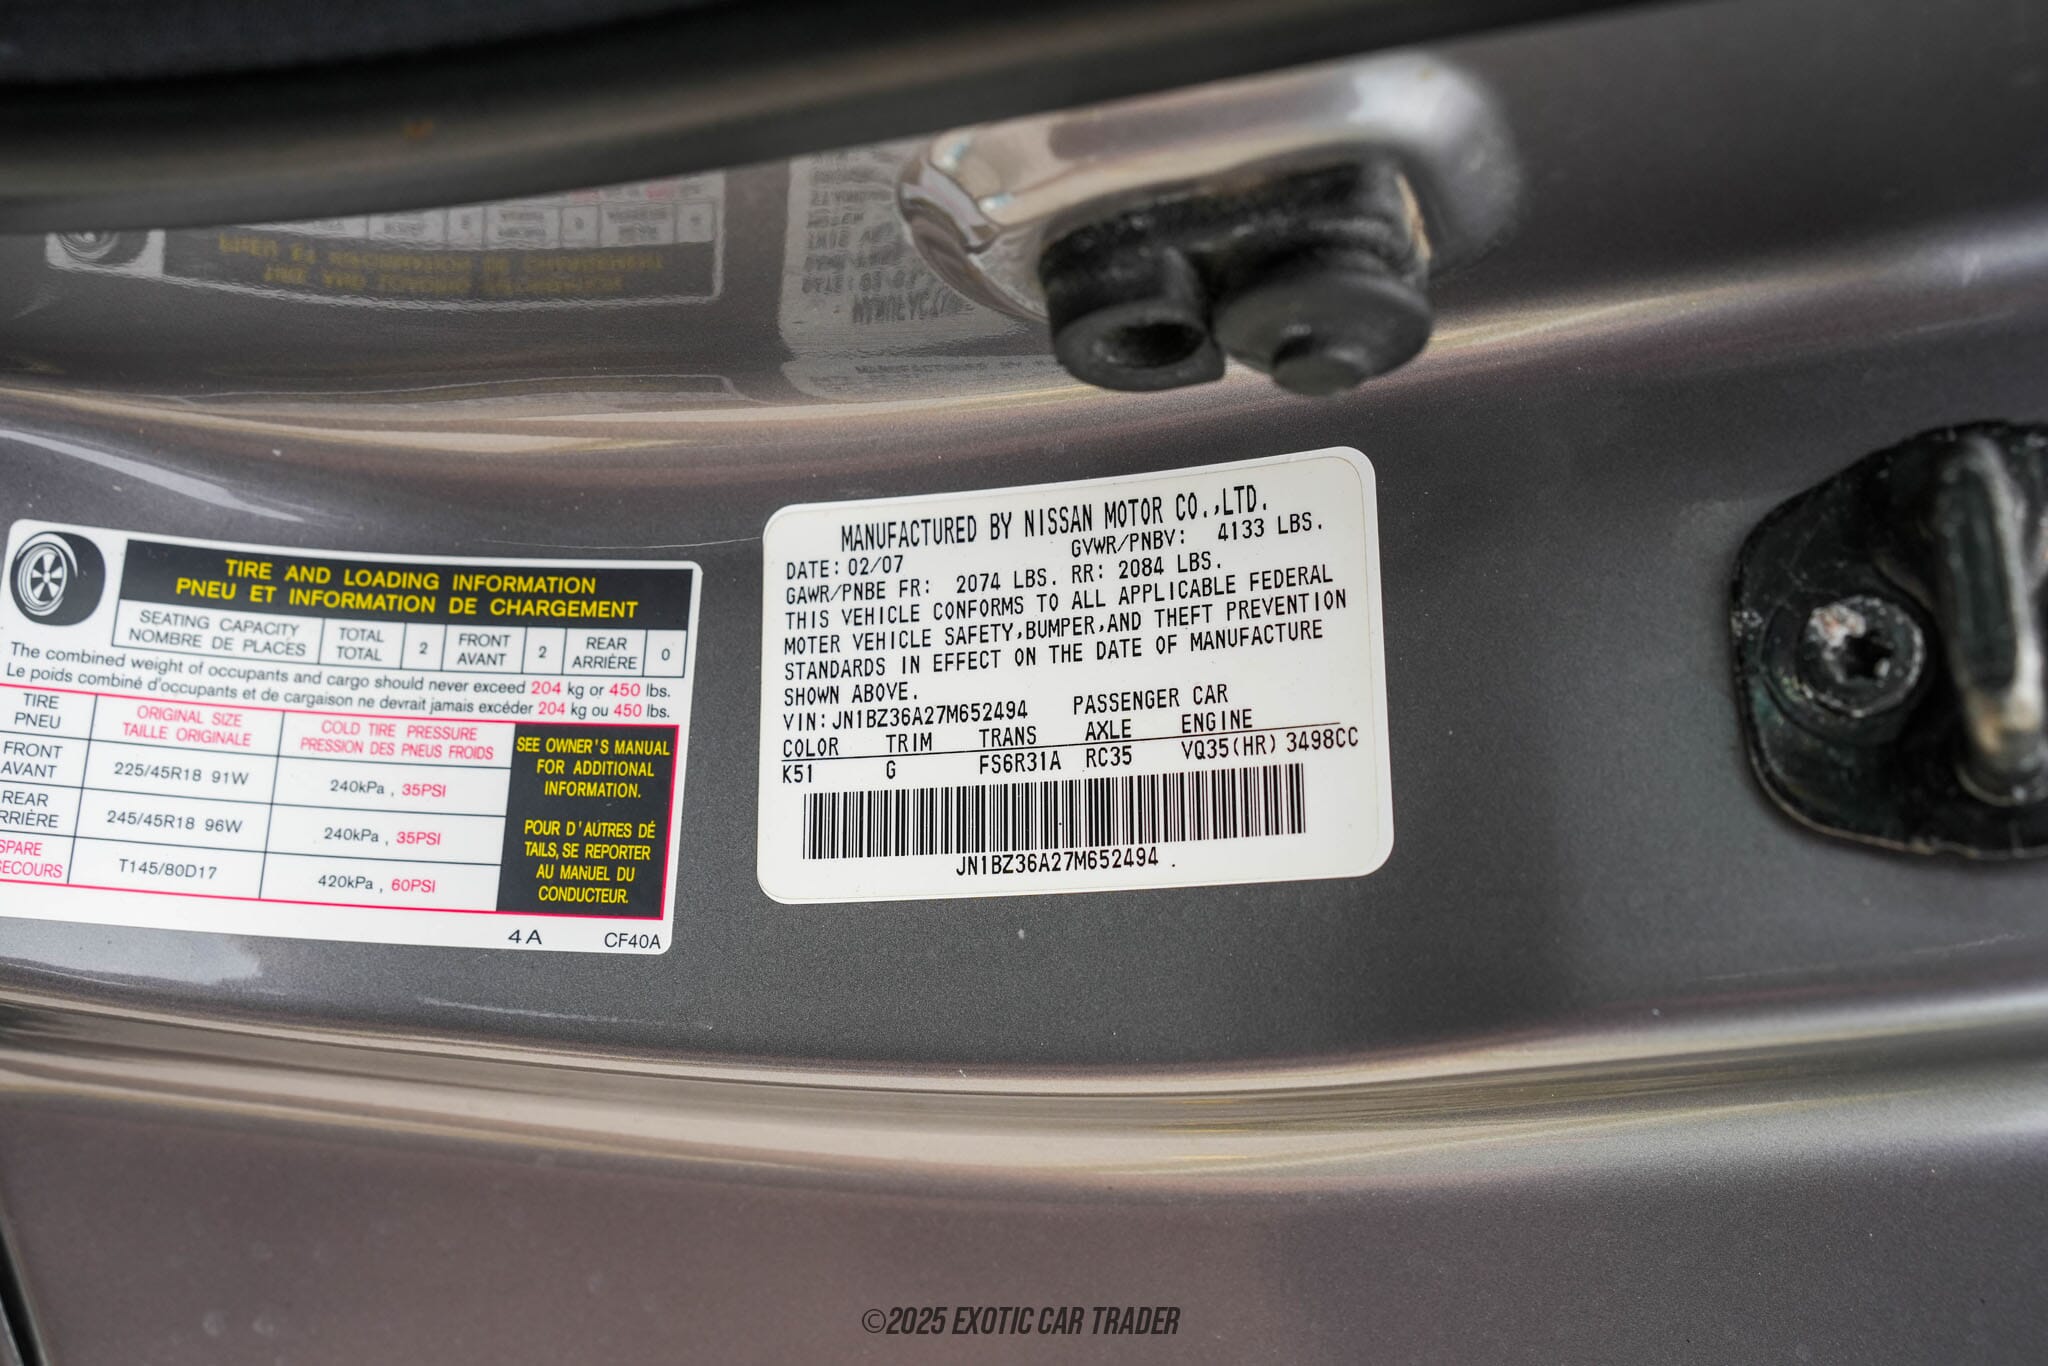 TIRE AND LOADING INFORMATION
PNEU ET INFORMATION DE CHARGEMENT
SEATING CAPACITY
NOMBRE DE PLACES
TOTAL
TOTAL
2
FRONT
AVANT
2
REAR
ARRIÈRE
0
The combined weight of occupants and cargo should never exceed 204 kg or 450 lbs.
Le poids combiné d'occupants et de cargaison ne devrait jamais excéder 204 kg ou 450 lbs.
TIRE
PNEU
ORIGINAL SIZE
TAILLE ORIGINALE
COLD TIRE PRESSURE
PRESSION DES PNEUS FROIDS
FRONT
AVANT
225/45R18 91W
240kPa , 35PSI
REAR
RRIÈRE
245/45R18 96W
240kPa , 35PSI
SPARE
SECOURS
T145/80D17
420kPa , 60PSI
SEE OWNER'S MANUAL
FOR ADDITIONAL
INFORMATION.
POUR D'AUTRES DÉ
TAILS, SE REPORTER
AU MANUEL DU
CONDUCTEUR.
4A CF40A
MANUFACTURED BY NISSAN MOTOR CO.,LTD.
DATE: 02/07 GVWR/PNBV: 4133 LBS.
GAWR/PNBE FR: 2074 LBS. RR: 2084 LBS.
THIS VEHICLE CONFORMS TO ALL APPLICABLE FEDERAL
MOTER VEHICLE SAFETY,BUMPER,AND THEFT PREVENTION
STANDARDS IN EFFECT ON THE DATE OF MANUFACTURE
SHOWN ABOVE.
VIN: JN1BZ36A27M652494 PASSENGER CAR
COLOR TRIM TRANS AXLE ENGINE
K51 G FS6R31A RC35 VQ35(HR) 3498CC
JN1BZ36A27M652494 .
©2025 EXOTIC CAR TRADER